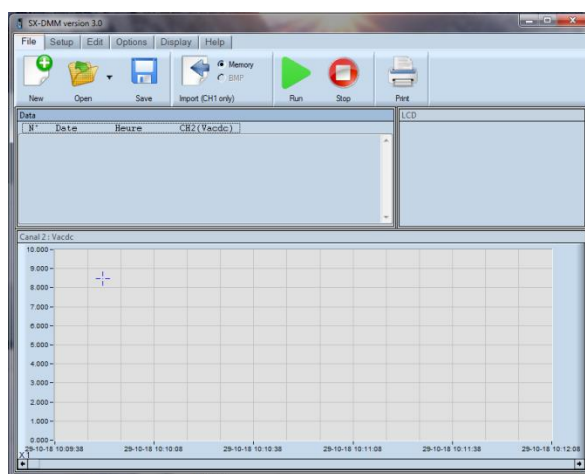 SX-DMM version 3.0
File Setup Edit Options Display Help
Memory
BMP
New Open Save Import (CH1 only) Run Stop Print
Data
LCD
N° Date Heure CH2(Vacdc)
Canal 2 : Vacdc
10.000
9.000
8.000
7.000
6.000
5.000
4.000
3.000
2.000
1.000
0.000
29-10-18 10:09:38 29-10-18 10:10:08 29-10-18 10:10:38 29-10-18 10:11:08 29-10-18 10:11:38 29-10-18 10:12:08
X 1